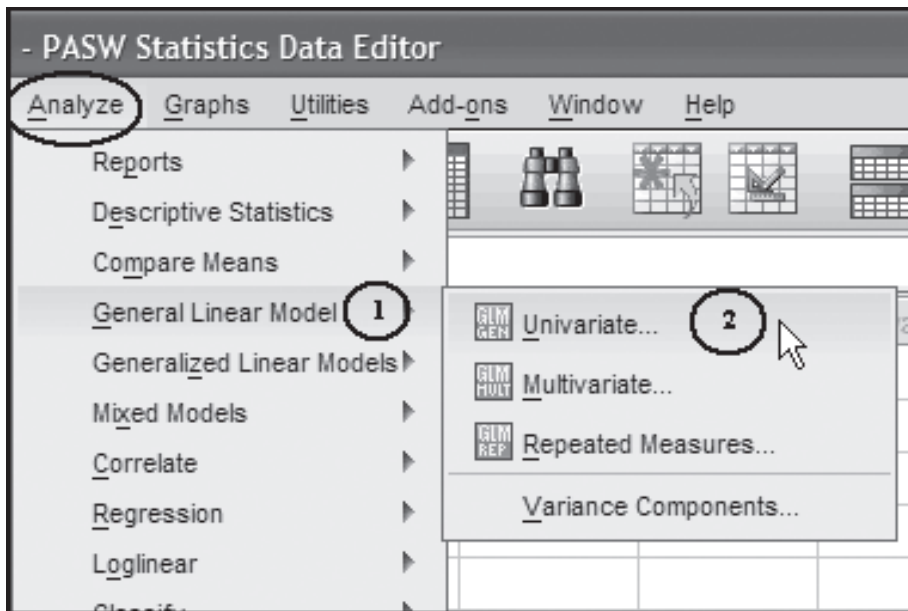 - PASW Statistics Data Editor
Analyze Graphs Utilities Add-ons Window Help
Reports
Descriptive Statistics
Compare Means
General Linear Model 1
GLM GEN Univariate... 2
Generalized Linear Models
GLM MULT Multivariate...
Mixed Models
GLM REP Repeated Measures...
Correlate
Regression
Variance Components...
Loglinear
Classify